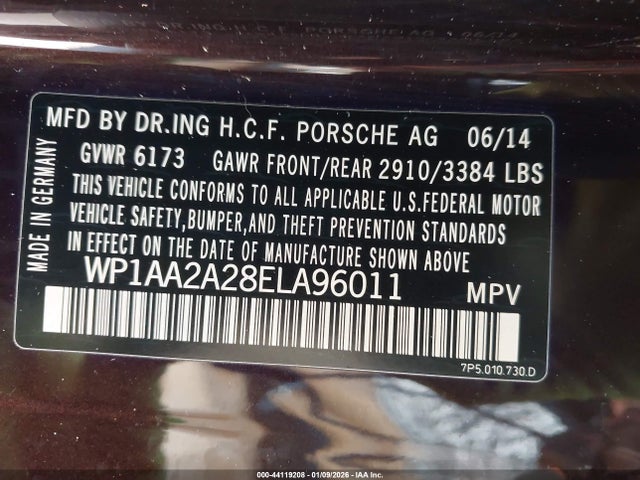 MFD BY DR.ING H.C.F. PORSCHE AG 06/14
GVWR 6173 GAWR FRONT/REAR 2910/3384 LBS
THIS VEHICLE CONFORMS TO ALL APPLICABLE U.S.FEDERAL MOTOR
VEHICLE SAFETY,BUMPER,AND THEFT PREVENTION STANDARDS
IN EFFECT ON THE DATE OF MANUFACTURE SHOWN ABOVE
WP1AA2A28ELA96011 MPV
7P5.010.730.D
MADE IN GERMANY
000-44119208 - 01/09/2026 - IAA Inc.